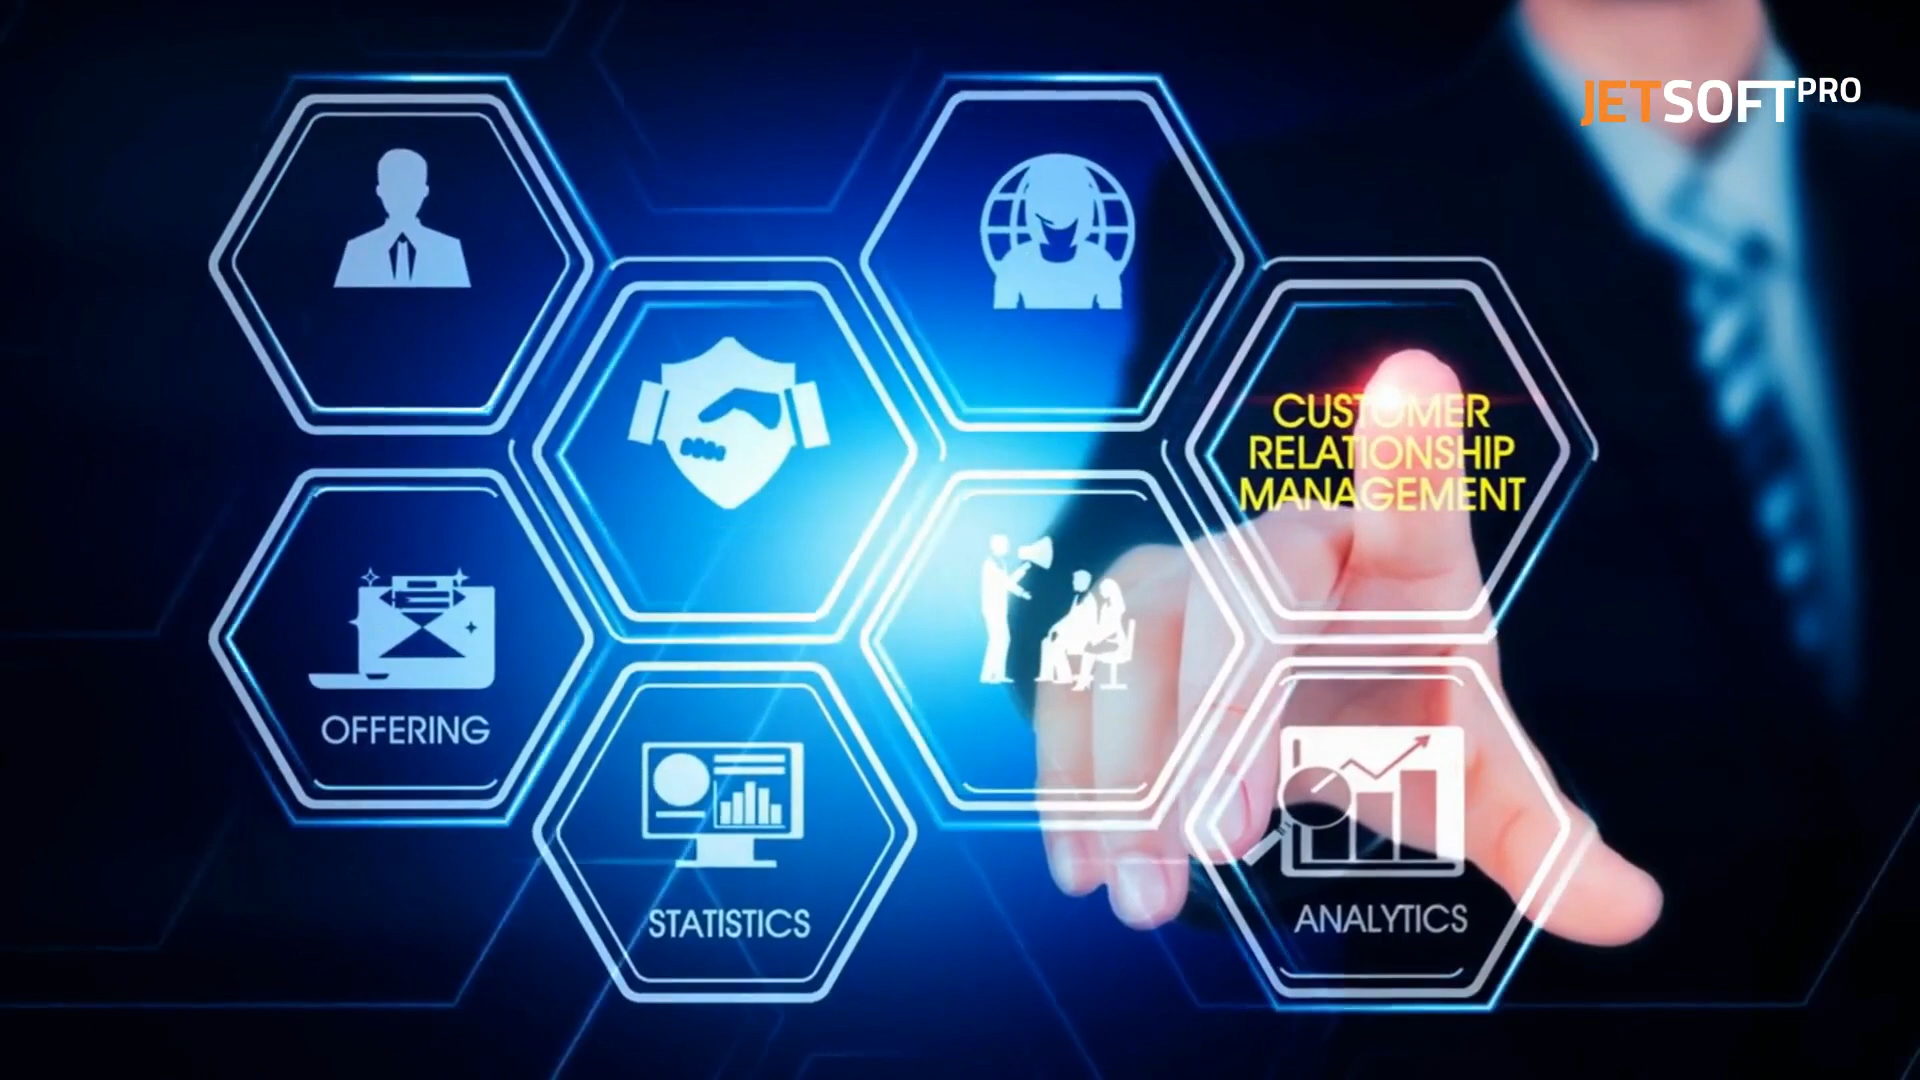 JETSOFTPRO
CUSTOMER
RELATIONSHIP
MANAGEMENT
OFFERING
STATISTICS
ANALYTICS